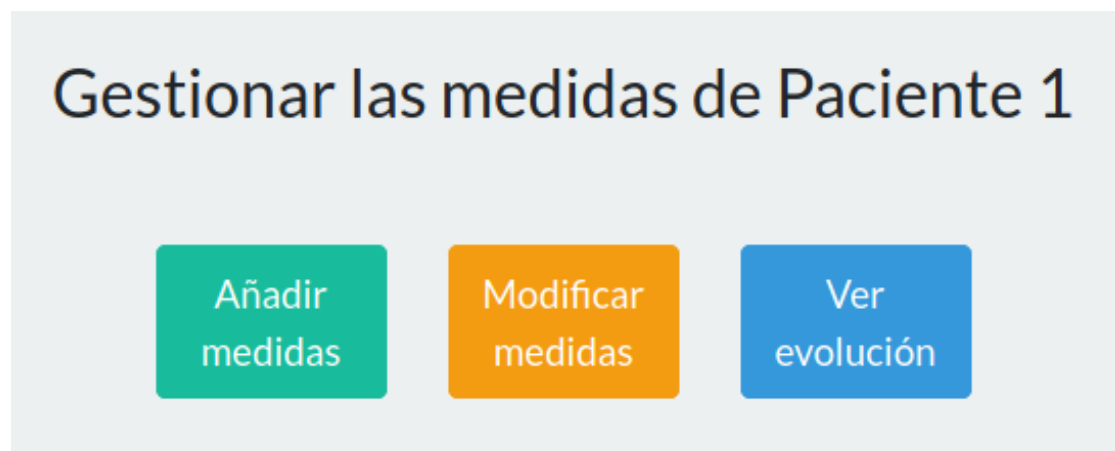 Gestionar las medidas de Paciente 1
Añadir
medidas
Modificar
medidas
Ver
evolución